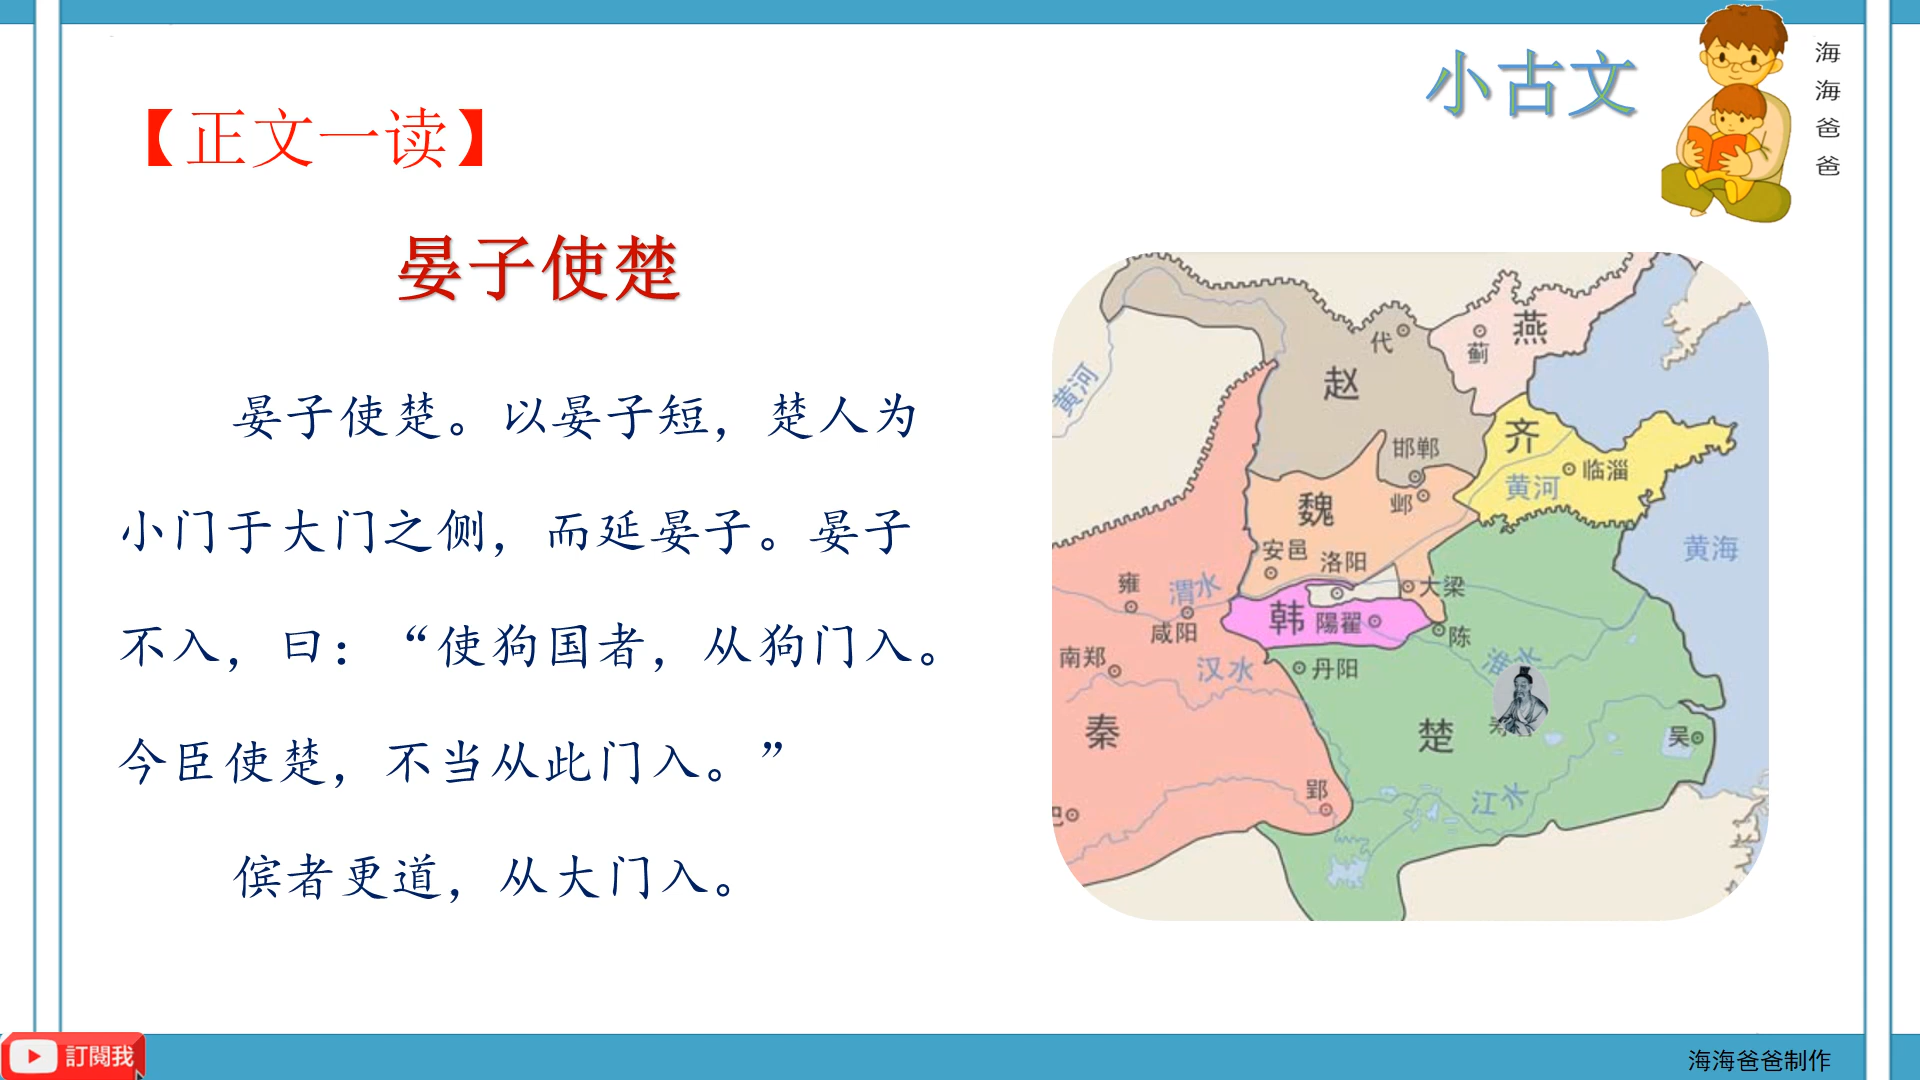 小古文
海海爸爸
【正文一读】
晏子使楚
晏子使楚。以晏子短，楚人为
小门于大门之侧，而延晏子。晏子
不入，曰：“使狗国者，从狗门入。
今臣使楚，不当从此门入。”
傧者更道，从大门入。
燕
蓟
代
赵
黄河
齐
临淄
黄河
邯郸
邺
魏
安邑
洛阳
大梁
黄海
雍
渭水
咸阳
韩
陽翟
陈
南郑
汉水
丹阳
淮水
秦
楚
吴
郢
江水
訂閱我
海海爸爸制作